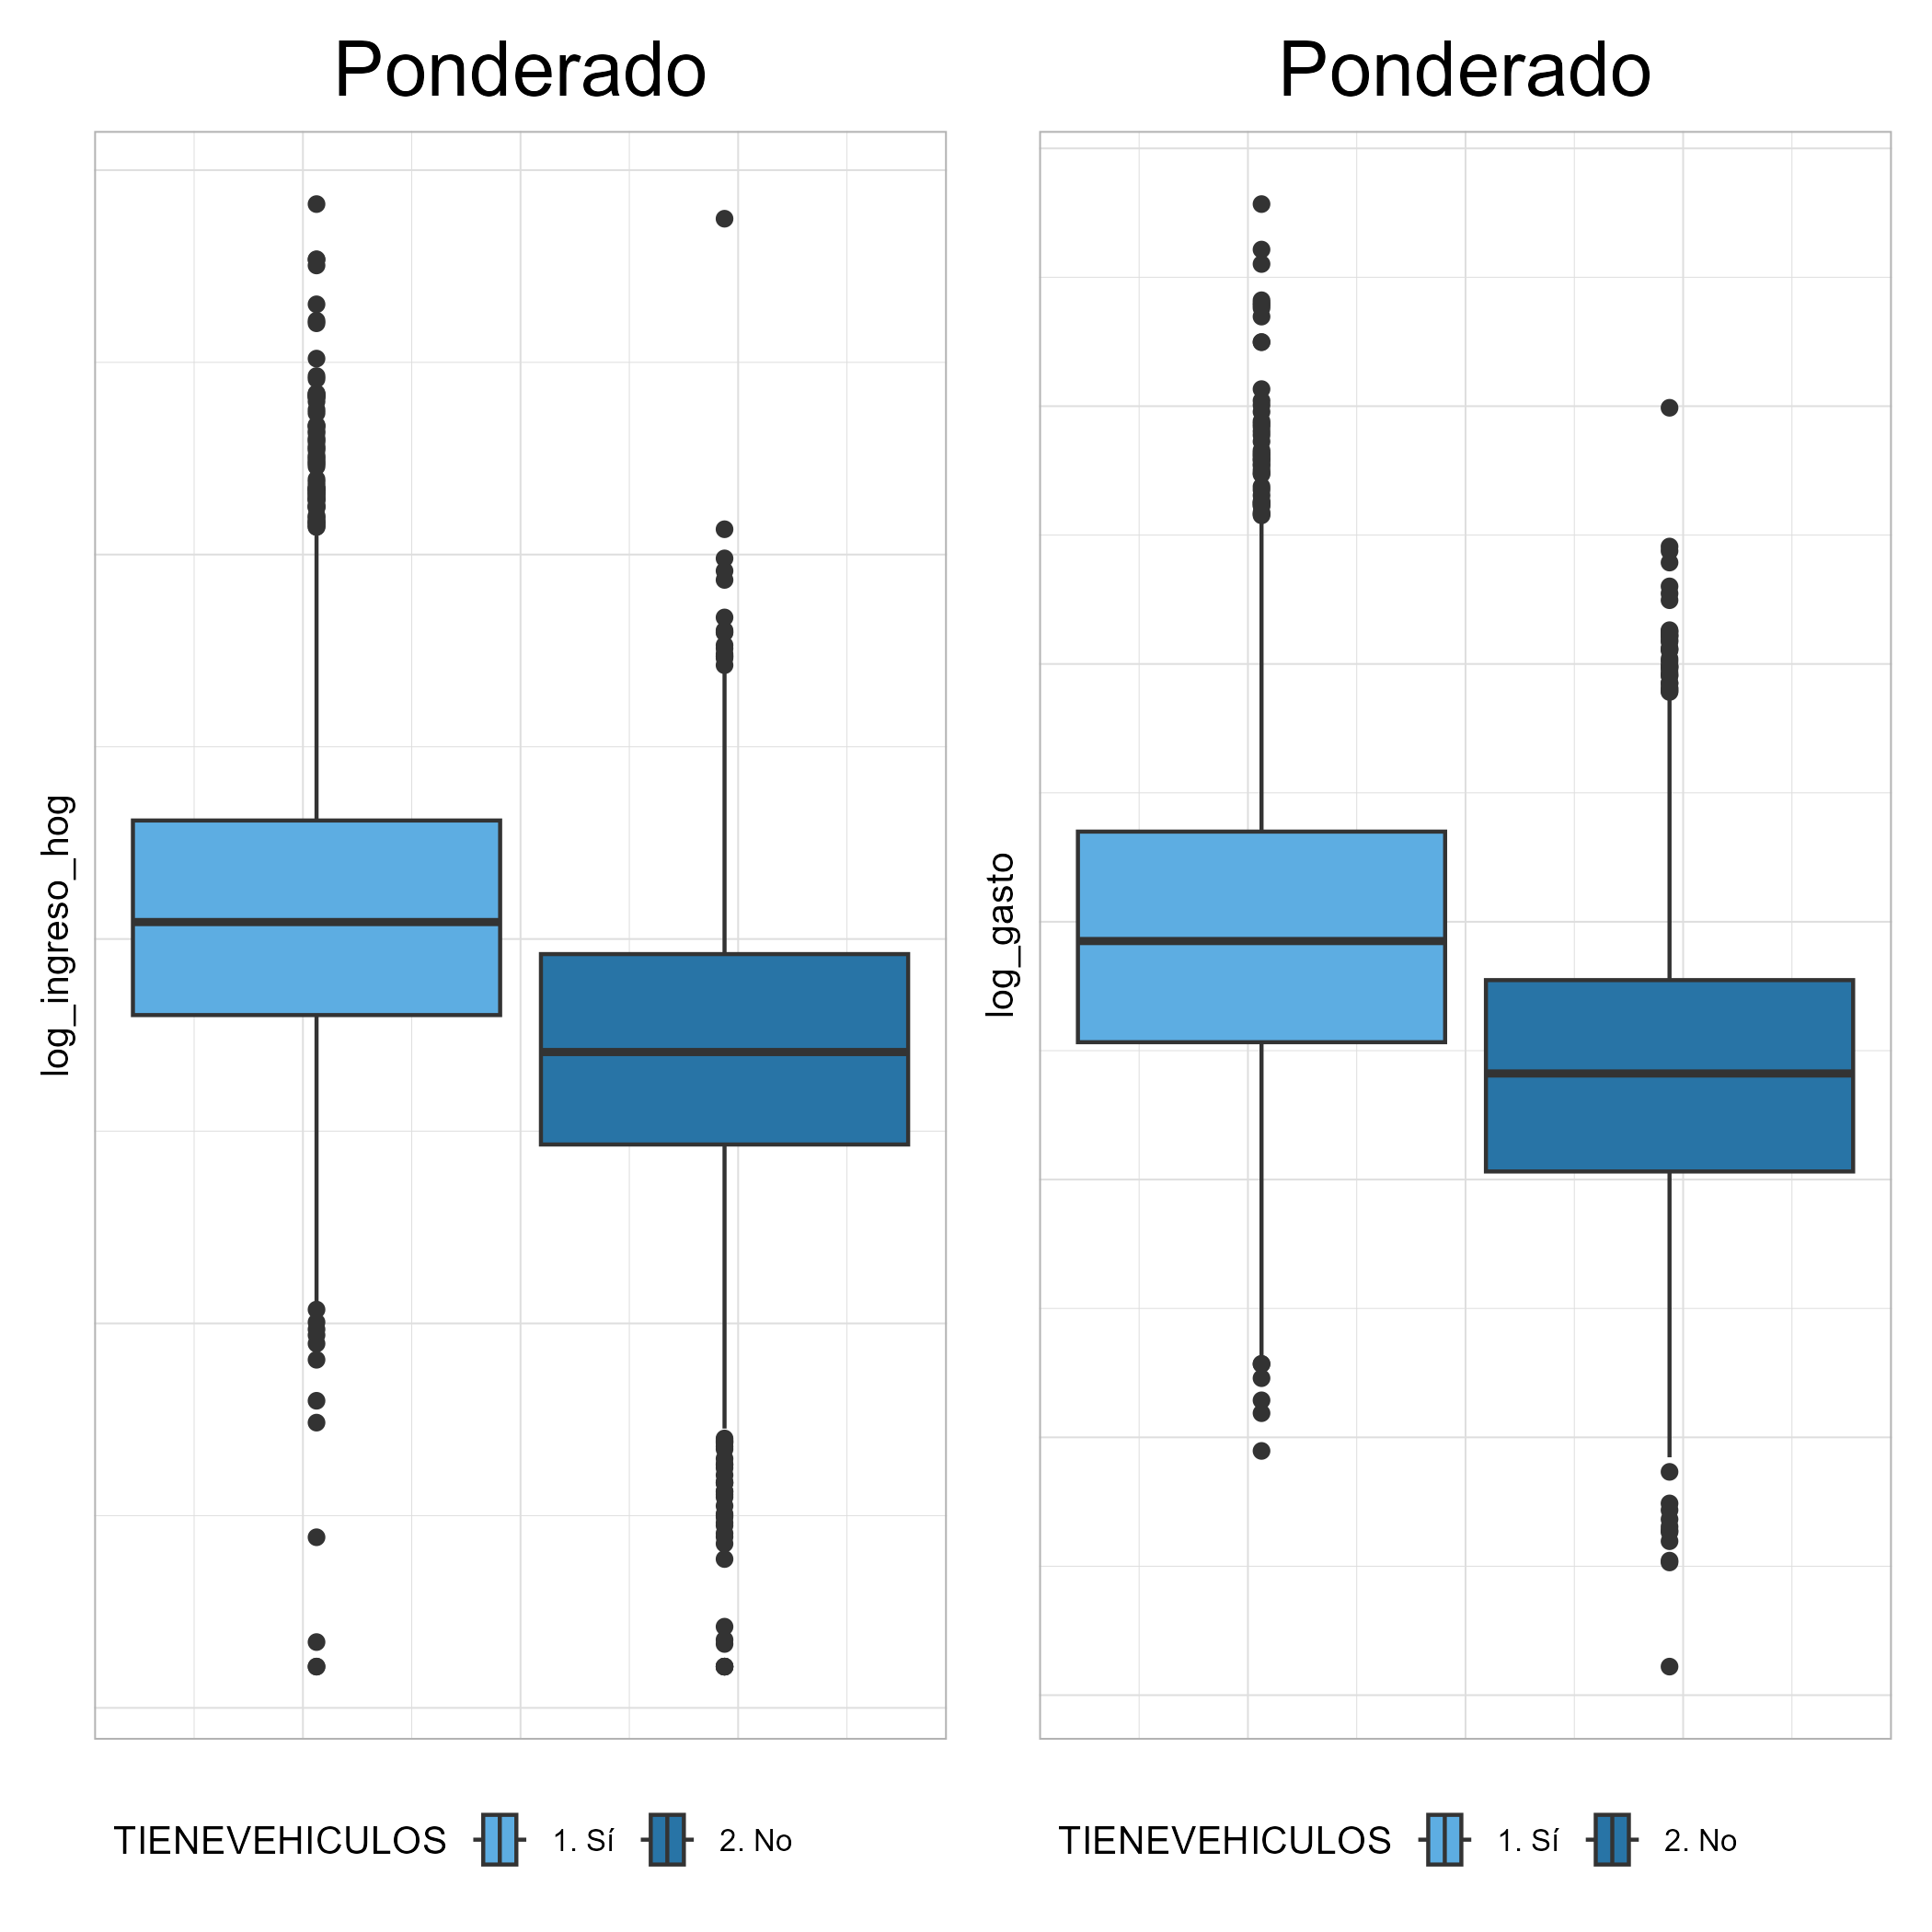 Ponderado
log_ingreso_hog
TIENEVEHICULOS 1. Sí 2. No
Ponderado
log_gasto
TIENEVEHICULOS 1. Sí 2. No